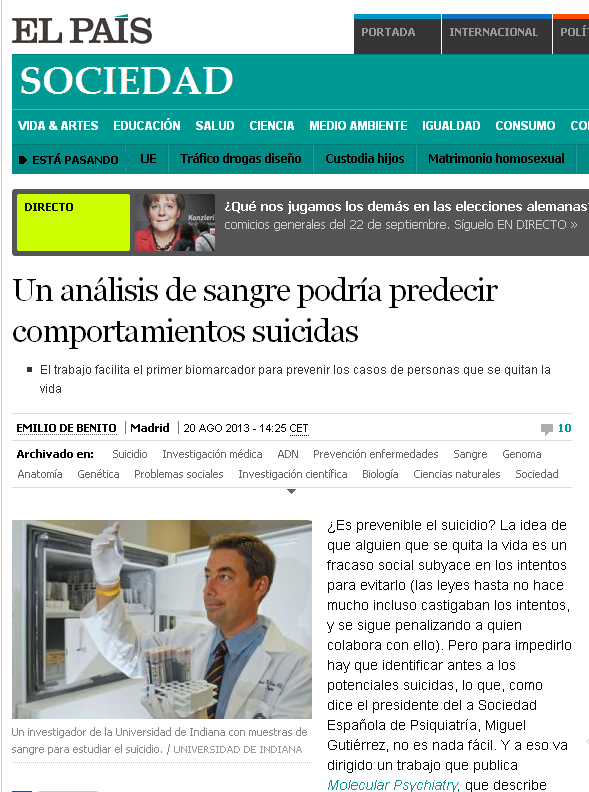 EL PAÍS
PORTADA
INTERNACIONAL
POLÍ
SOCIEDAD
VIDA & ARTES EDUCACIÓN SALUD CIENCIA MEDIO AMBIENTE IGUALDAD CONSUMO CO
ESTÁ PASANDO UE Tráfico drogas diseño Custodia hijos Matrimonio homosexual
DIRECTO
¿Qué nos jugamos los demás en las elecciones alemanas?
comicios generales del 22 de septiembre. Síguelo EN DIRECTO »
Un análisis de sangre podría predecir
comportamientos suicidas
El trabajo facilita el primer biomarcador para prevenir los casos de personas que se quitan la
vida
EMILIO DE BENITO | Madrid | 20 AGO 2013 - 14:25 CET
10
Archivado en: Suicidio Investigación médica ADN Prevención enfermedades Sangre Genoma
Anatomía Genética Problemas sociales Investigación científica Biología Ciencias naturales Sociedad
¿Es prevenible el suicidio? La idea de
que alguien que se quita la vida es un
fracaso social subyace en los intentos
para evitarlo (las leyes hasta no hace
mucho incluso castigaban los intentos,
y se sigue penalizando a quien
colabora con ello). Pero para impedirlo
hay que identificar antes a los
potenciales suicidas, lo que, como
dice el presidente del a Sociedad
Española de Psiquiatría, Miguel
Gutiérrez, no es nada fácil. Y a eso va
dirigido un trabajo que publica
Molecular Psychiatry, que describe
Un investigador de la Universidad de Indiana con muestras de
sangre para estudiar el suicidio. / UNIVERSIDAD DE INDIANA